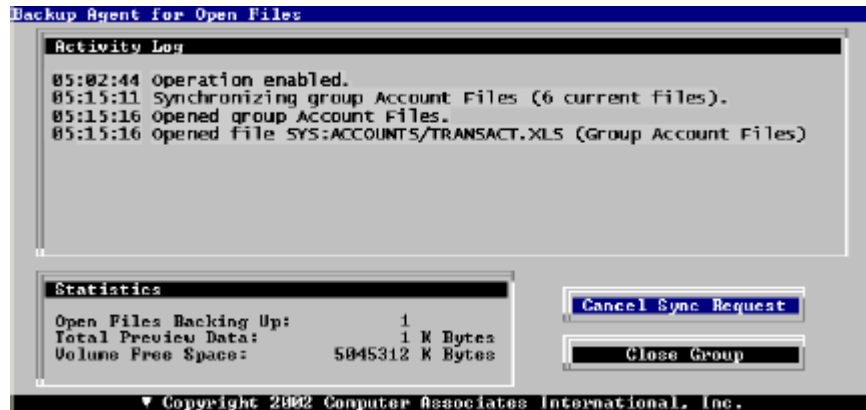 Backup Agent for Open Files
Activity Log
05:02:44 Operation enabled.
05:15:11 Synchronizing group Account Files (6 current files).
05:15:16 Opened group Account Files.
05:15:16 Opened file SYS:ACCOUNTS/TRANSACT.XLS (Group Account Files)
Statistics
Open Files Backing Up: 1
Total Preview Data: 1 K Bytes
Volume Free Space: 5045312 K Bytes
Cancel Sync Request
Close Group
▼ Copyright 2002 Computer Associates International, Inc.